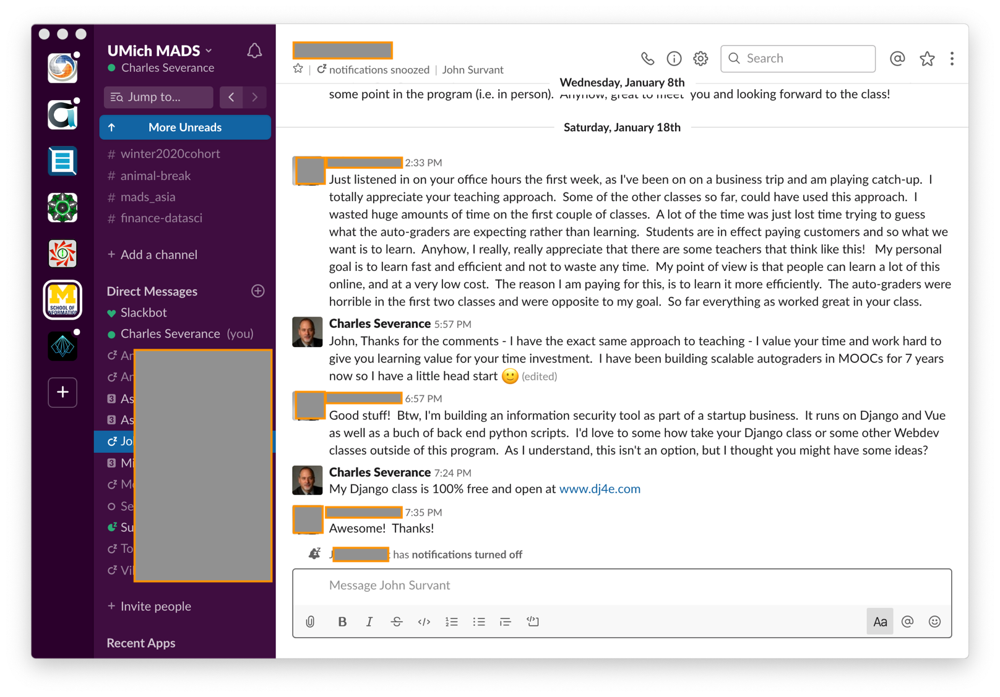 UMich MADS
Charles Severance
Jump to...
More Unreads
# winter2020cohort
# animal-break
# mads_asia
# finance-datasci
+ Add a channel
Direct Messages
Slackbot
Charles Severance (you)
Ar
Ar
3 As
3 As
Jo
3 Mi
Mo
Se
Su
To
Vi
+ Invite people
Recent Apps
M
SCHOOL OF
INFORMATION
notifications snoozed | John Survant
Search
Wednesday, January 8th
some point in the program (i.e. in person). Anyhow, great to meet you and looking forward to the class!
Saturday, January 18th
2:33 PM
Just listened in on your office hours the first week, as I've been on on a business trip and am playing catch-up. I
totally appreciate your teaching approach. Some of the other classes so far, could have used this approach. I
wasted huge amounts of time on the first couple of classes. A lot of the time was just lost time trying to guess
what the auto-graders are expecting rather than learning. Students are in effect paying customers and so what we
want is to learn. Anyhow, I really, really appreciate that there are some teachers that think like this! My personal
goal is to learn fast and efficient and not to waste any time. My point of view is that people can learn a lot of this
online, and at a very low cost. The reason I am paying for this, is to learn it more efficiently. The auto-graders were
horrible in the first two classes and were opposite to my goal. So far everything as worked great in your class.
Charles Severance 5:57 PM
John, Thanks for the comments - I have the exact same approach to teaching - I value your time and work hard to
give you learning value for your time investment. I have been building scalable autograders in MOOCs for 7 years
now so I have a little head start 🙂 (edited)
6:57 PM
Good stuff! Btw, I'm building an information security tool as part of a startup business. It runs on Django and Vue
as well as a buch of back end python scripts. I'd love to some how take your Django class or some other Webdev
classes outside of this program. As I understand, this isn't an option, but I thought you might have some ideas?
Charles Severance 7:24 PM
My Django class is 100% free and open at www.dj4e.com
7:35 PM
Awesome! Thanks!
has notifications turned off
Message John Survant
B I S </> Aa @